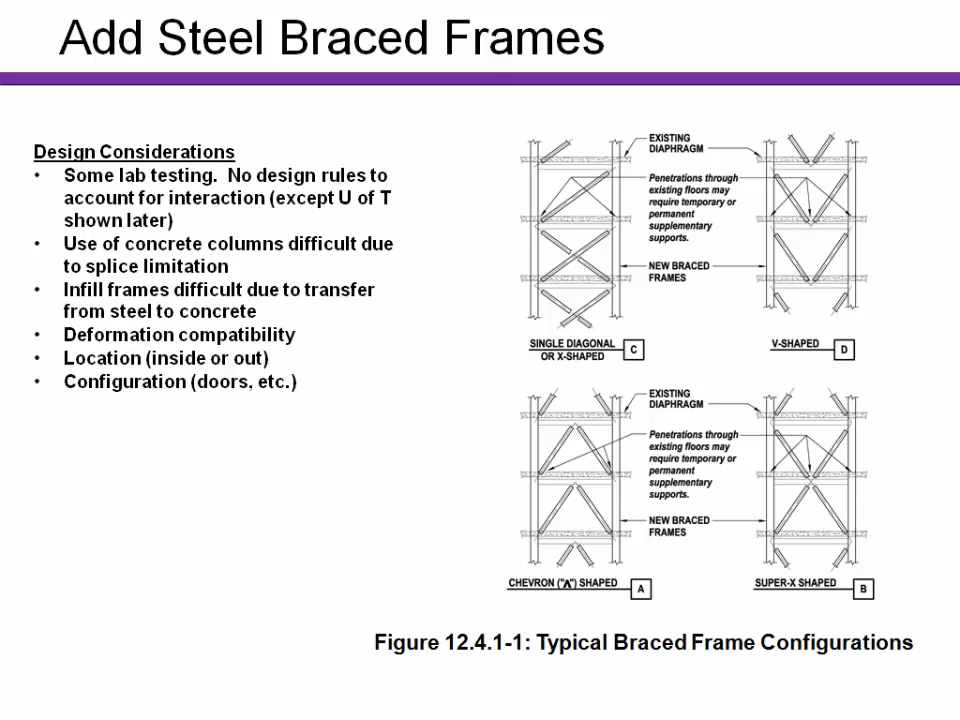 Add Steel Braced Frames
Design Considerations
• Some lab testing. No design rules to
account for interaction (except U of T
shown later)
• Use of concrete columns difficult due
to splice limitation
• Infill frames difficult due to transfer
from steel to concrete
• Deformation compatibility
• Location (inside or out)
• Configuration (doors, etc.)
EXISTING
DIAPHRAGM
Penetrations through
existing floors may
require temporary or
permanent
supplementary
supports.
NEW BRACED
FRAMES
SINGLE DIAGONAL
OR X-SHAPED
C
V-SHAPED
D
EXISTING
DIAPHRAGM
Penetrations through
existing floors may
require temporary or
permanent
supplementary
supports.
NEW BRACED
FRAMES
CHEVRON ("Λ") SHAPED
A
SUPER-X SHAPED
B
Figure 12.4.1-1: Typical Braced Frame Configurations